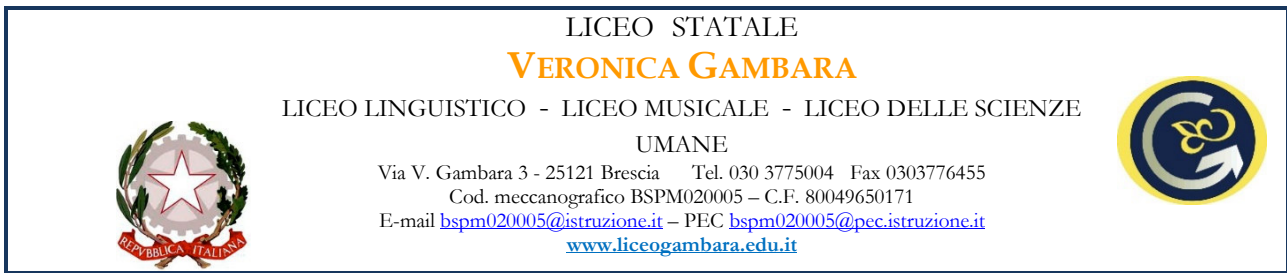 LICEO STATALE
VERONICA GAMBARA
LICEO LINGUISTICO - LICEO MUSICALE - LICEO DELLE SCIENZE
UMANE
Via V. Gambara 3 - 25121 Brescia Tel. 030 3775004 Fax 0303776455
Cod. meccanografico BSPM020005 – C.F. 80049650171
E-mail bspm020005@istruzione.it – PEC bspm020005@pec.istruzione.it
www.liceogambara.edu.it
REPVBBLICA ITALIANA